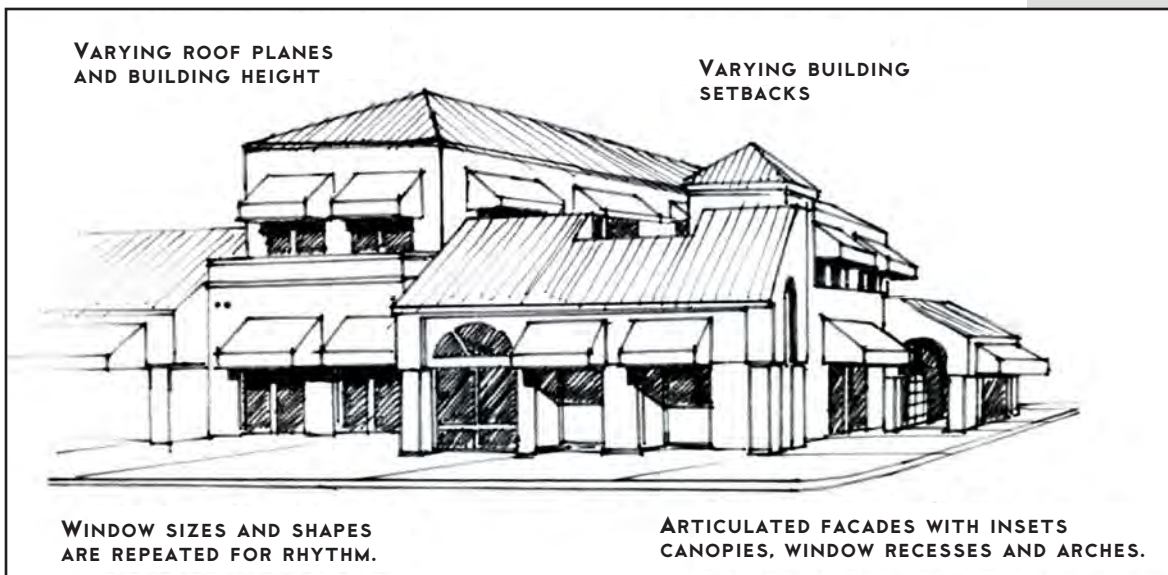 Varying roof planes
and building height
Varying building
setbacks
Window sizes and shapes
are repeated for rhythm.
Articulated facades with insets
canopies, window recesses and arches.